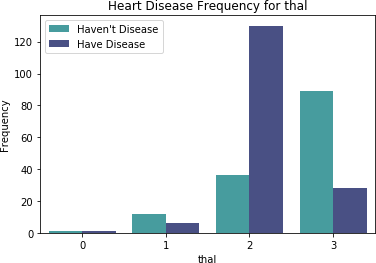 Heart Disease Frequency for thal
Haven't Disease
Have Disease
Frequency
120
100
80
60
40
20
0
0 1 2 3
thal